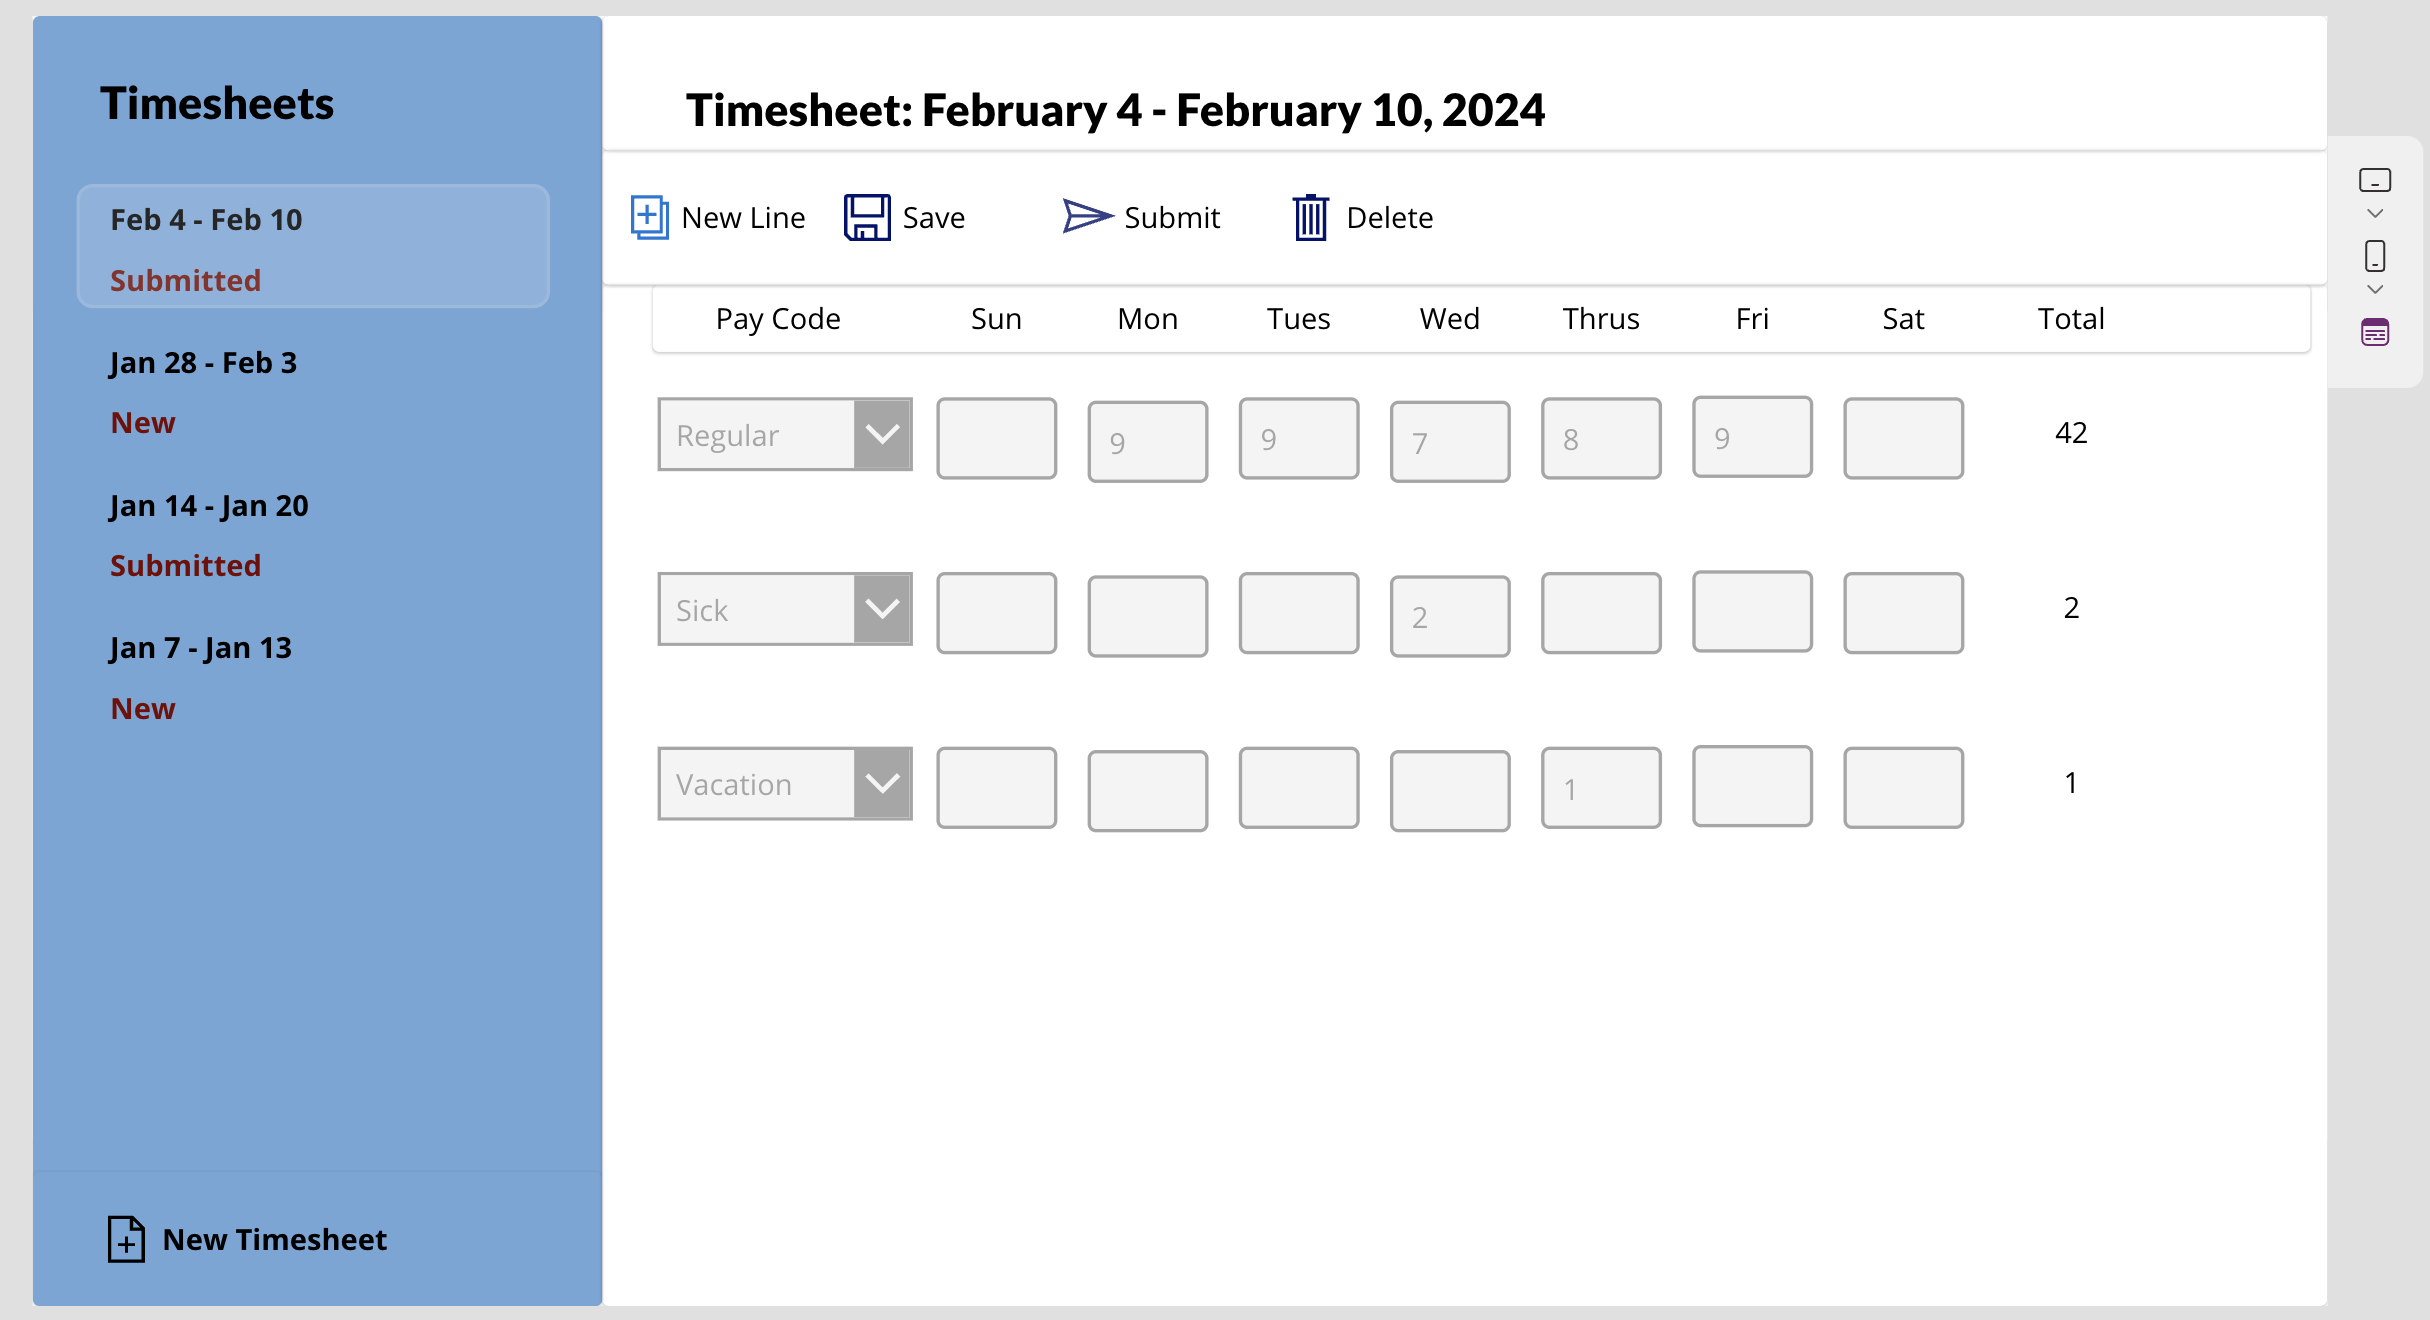 Timesheets
Feb 4 - Feb 10
Submitted
Jan 28 - Feb 3
New
Jan 14 - Jan 20
Submitted
Jan 7 - Jan 13
New
New Timesheet
Timesheet: February 4 - February 10, 2024
New Line Save Submit Delete
Pay Code Sun Mon Tues Wed Thrus Fri Sat Total
Regular 9 9 7 8 9 42
Sick 2 2
Vacation 1 1